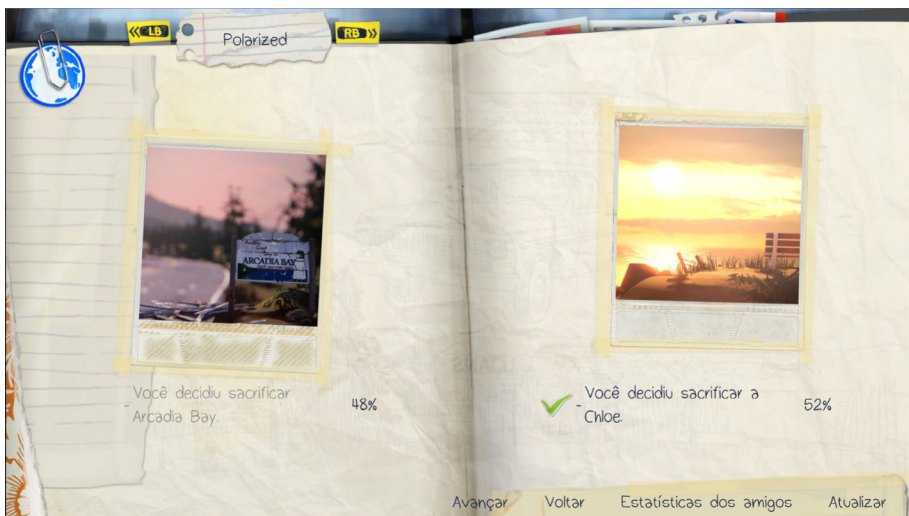 LB
Polarized
RB
ARCADIA BAY
- Você decidiu sacrificar
Arcadia Bay.
48%
- Você decidiu sacrificar a
Chloe.
52%
Avançar
Voltar
Estatísticas dos amigos
Atualizar